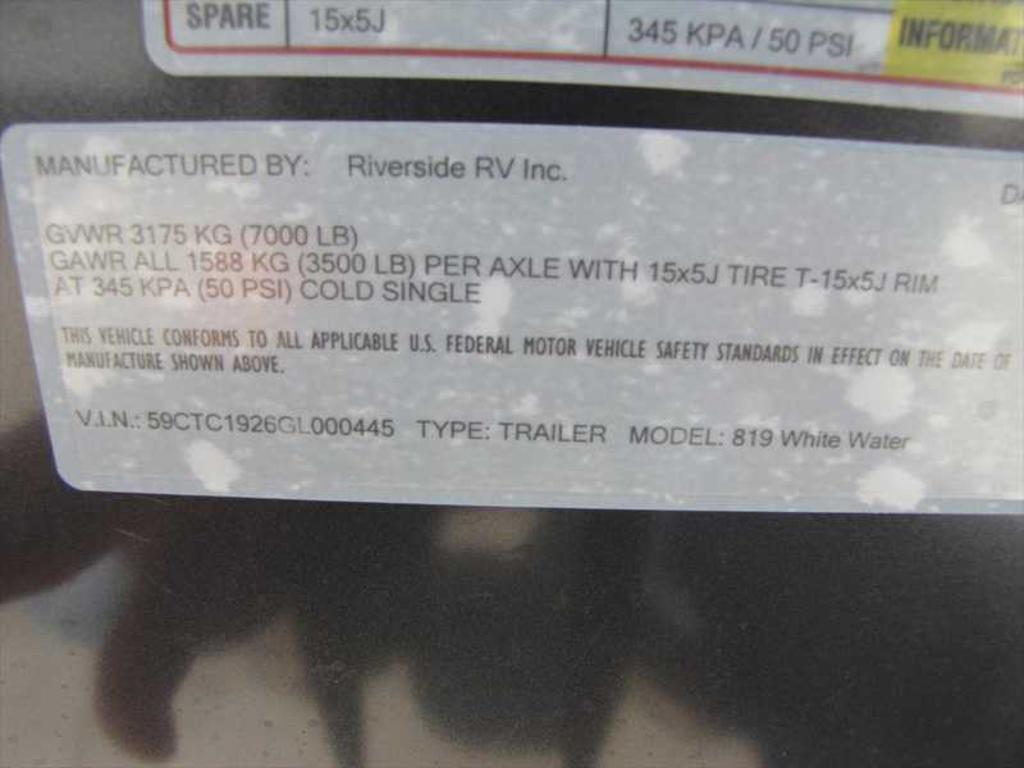 SPARE 15x5J 345 KPA / 50 PSI
MANUFACTURED BY: Riverside RV Inc.
GVWR 3175 KG (7000 LB)
GAWR ALL 1588 KG (3500 LB) PER AXLE WITH 15x5J TIRE T-15x5J RIM
AT 345 KPA (50 PSI) COLD SINGLE
THIS VEHICLE CONFORMS TO ALL APPLICABLE U.S. FEDERAL MOTOR VEHICLE SAFETY STANDARDS IN EFFECT ON THE DATE OF
MANUFACTURE SHOWN ABOVE.
V.I.N.: 59CTC1926GL000445 TYPE: TRAILER MODEL: 819 White Water